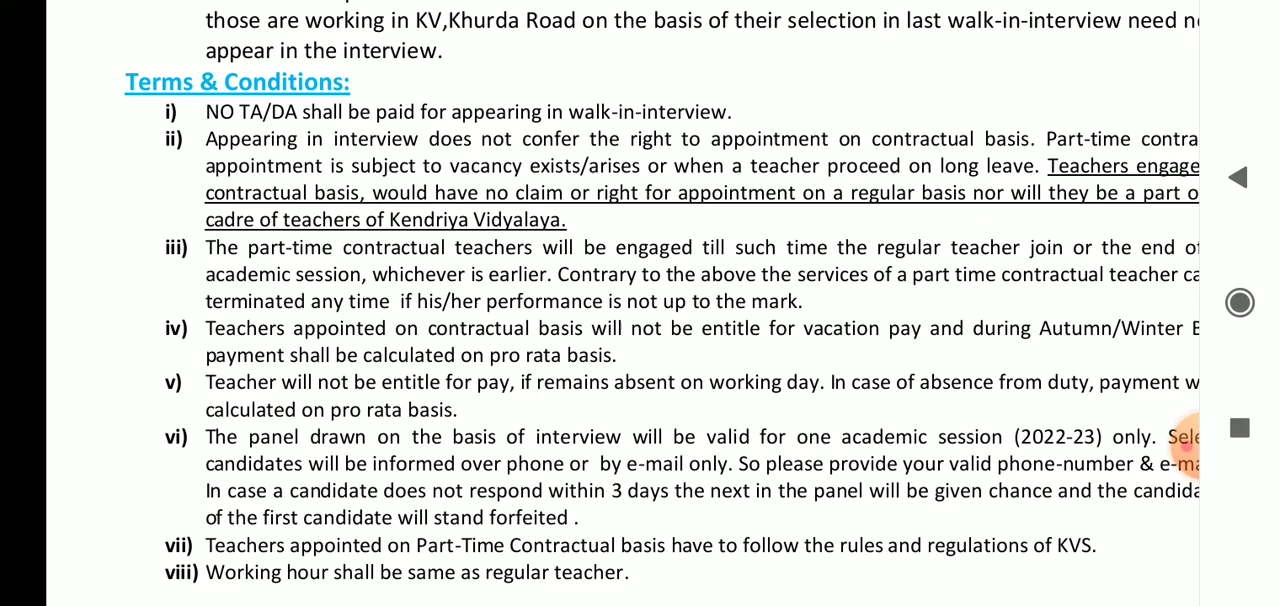 those are working in KV,Khurda Road on the basis of their selection in last walk-in-interview need
appear in the interview.
Terms & Conditions:
i) NO TA/DA shall be paid for appearing in walk-in-interview.
ii) Appearing in interview does not confer the right to appointment on contractual basis. Part-time contra
appointment is subject to vacancy exists/arises or when a teacher proceed on long leave. Teachers engage
contractual basis, would have no claim or right for appointment on a regular basis nor will they be a part o
cadre of teachers of Kendriya Vidyalaya.
iii) The part-time contractual teachers will be engaged till such time the regular teacher join or the end of
academic session, whichever is earlier. Contrary to the above the services of a part time contractual teacher ca
terminated any time if his/her performance is not up to the mark.
iv) Teachers appointed on contractual basis will not be entitle for vacation pay and during Autumn/Winter
payment shall be calculated on pro rata basis.
v) Teacher will not be entitle for pay, if remains absent on working day. In case of absence from duty, payment w
calculated on pro rata basis.
vi) The panel drawn on the basis of interview will be valid for one academic session (2022-23) only. Sele
candidates will be informed over phone or by e-mail only. So please provide your valid phone-number & e-ma
In case a candidate does not respond within 3 days the next in the panel will be given chance and the candida
of the first candidate will stand forfeited .
vii) Teachers appointed on Part-Time Contractual basis have to follow the rules and regulations of KVS.
viii) Working hour shall be same as regular teacher.